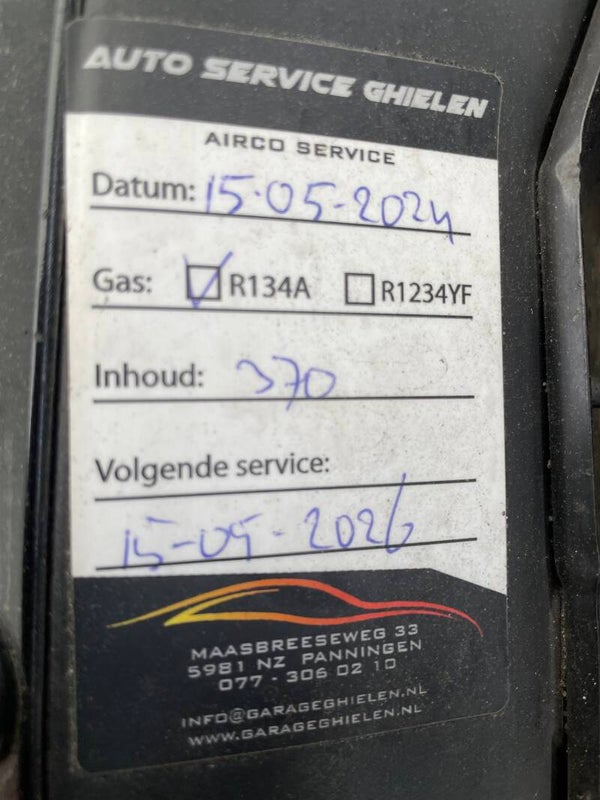 AUTO SERVICE GHIELEN
AIRCO SERVICE
Datum: 15-05-2024
Gas: R134A R1234YF
Inhoud: 370
Volgende service:
15-05-2026
MAASBREESEWEG 33
5981 NZ PANNINGEN
077 - 306 02 10
INFO@GARAGEGHIELEN.NL
WWW.GARAGEGHIELEN.NL